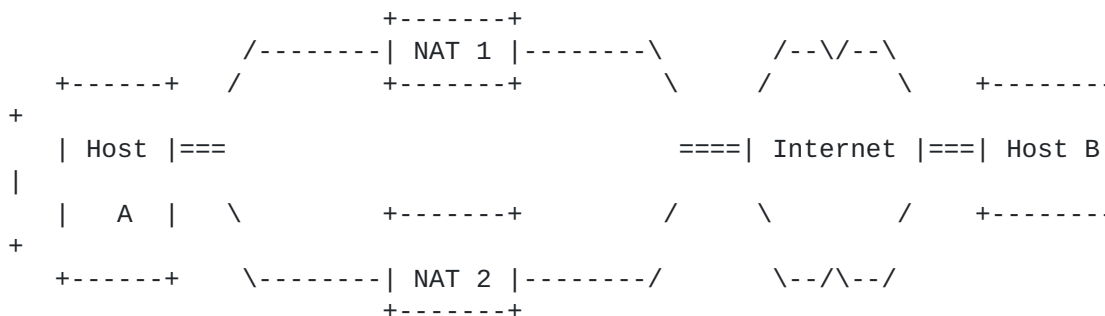 +-------+
                /--------| NAT 1 |--------\       /--\/--\
    +------+   /         +-------+         \     /        \    +--------
+
    | Host |===                             ====| Internet |===| Host B
|
    |   A  |   \         +-------+         /     \        /    +--------
+
    +------+    \--------| NAT 2 |--------/       \--/\--/
                         +-------+